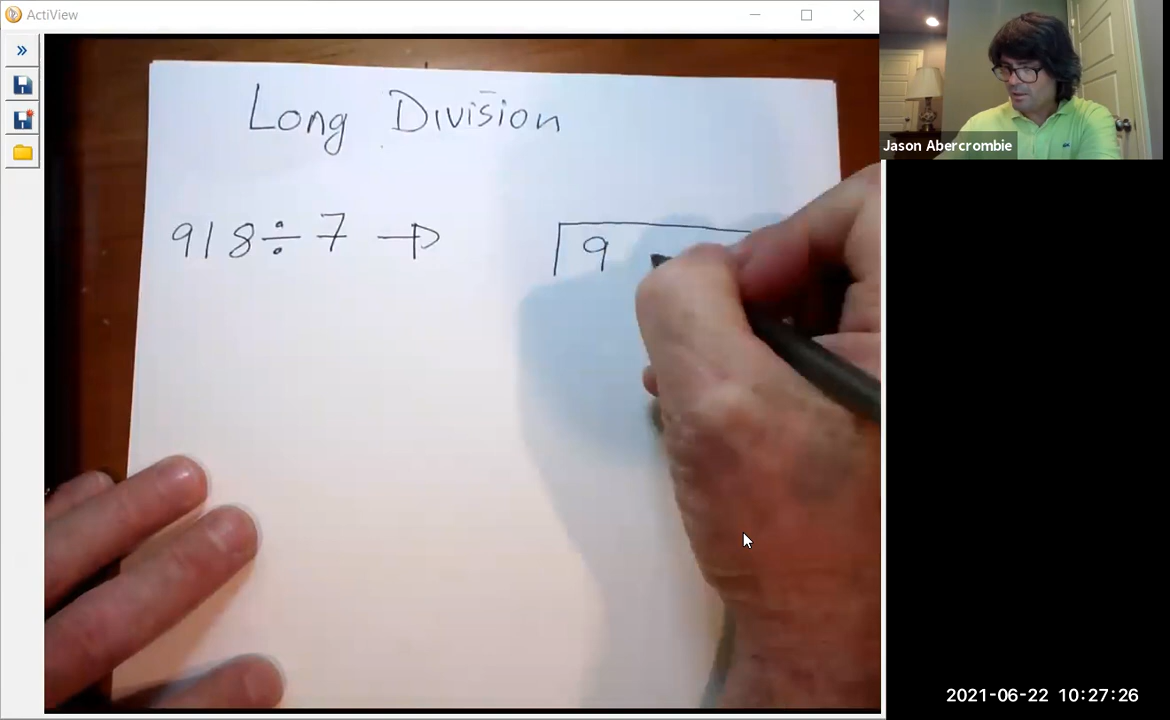 ActiView
Jason Abercrombie
Long Division
918 ÷ 7 →
9
2021-06-22 10:27:26